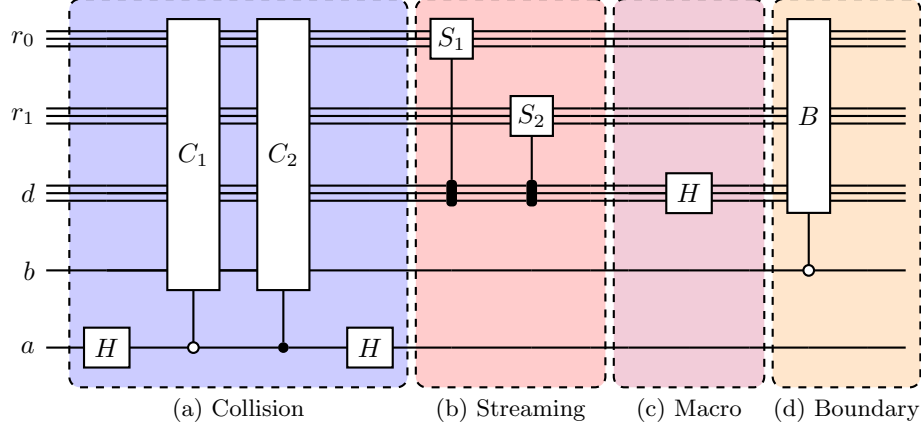 r0 S1
r1 S2
C1 C2 B
d H
b
a H H
(a) Collision (b) Streaming (c) Macro (d) Boundary